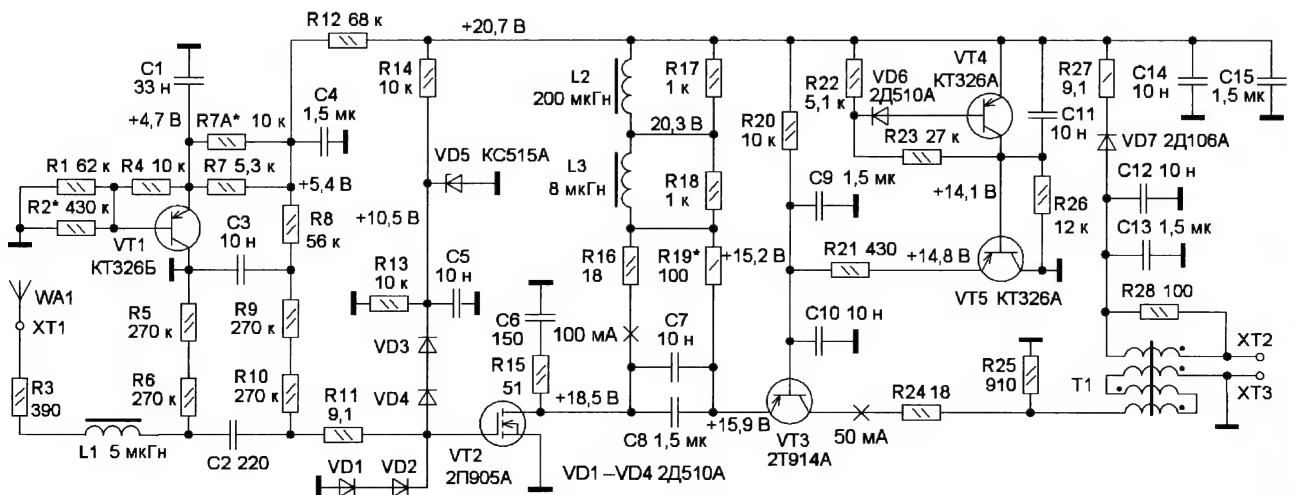 R12 68 к
+20,7 В
C1
33 н
R14
10 к
L2
200 мкГн
R17
1 к
R22
5,1 к
VD6
2Д510А
VT4
КТ326А
R27
9,1
C14
10 н
C15
1,5 мк
C4
1,5 мк
+4,7 В
R7A* 10 к
20,3 В
R20
10 к
C11
10 н
R23 27 к
VD7 2Д106А
R1 62 к
R4 10 к
R7 5,3 к
VD5 КС515А
L3
8 мкГн
R18
1 к
C9 1,5 мк
+14,1 В
C12 10 н
R2* 430 к
+5,4 В
R26
12 к
VT1
КТ326Б
C3
10 н
R8
56 к
+10,5 В
R16
18
R19*
100
+15,2 В
R21 430
+14,8 В
C13 1,5 мк
R13
10 к
C5
10 н
VT5 КТ326А
R28 100
WA1
XT1
R5
270 к
R9
270 к
C6
150
100 мА
C7
10 н
C10 10 н
VD3
R15
51
R25
910
T1
XT2
XT3
R3
390
R6
270 к
R10
270 к
R11
9,1
VD4
+18,5 В
R24 18
L1 5 мкГн
C2 220
VT2
2П905А
C8 1,5 мк
+15,9 В
VT3
2Т914А
50 мА
VD1
VD2
VD1–VD4 2Д510А